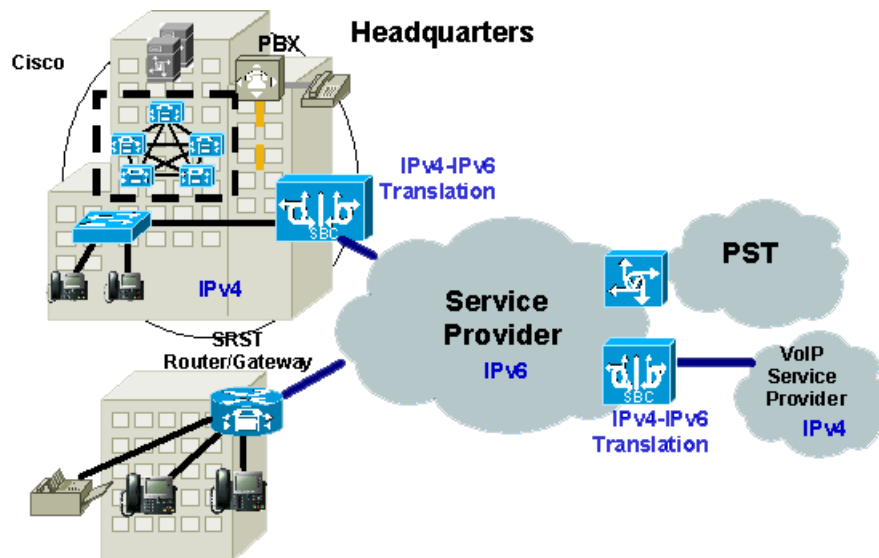 Headquarters
PBX
Cisco
IPv4-IPv6
Translation
SBC
IPv4
PST
Service
Provider
IPv6
SRST
Router/Gateway
SBC
IPv4-IPv6
Translation
VoIP
Service
Provider
IPv4